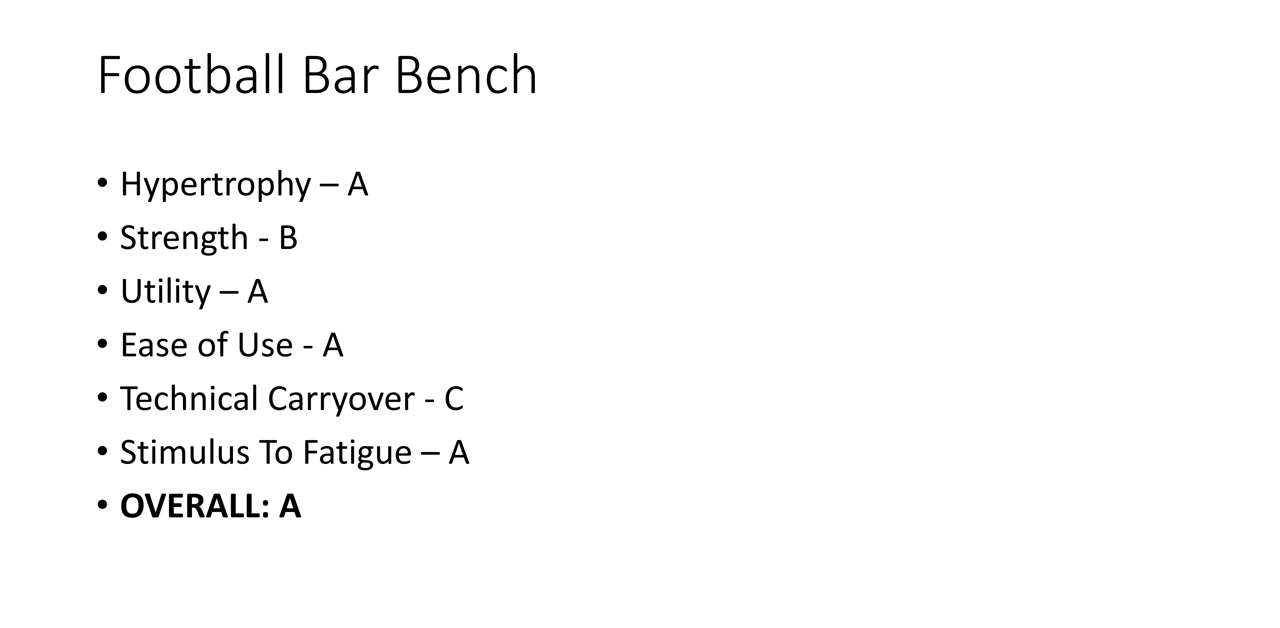 Football Bar Bench
• Hypertrophy – A
• Strength - B
• Utility – A
• Ease of Use - A
• Technical Carryover - C
• Stimulus To Fatigue – A
• OVERALL: A